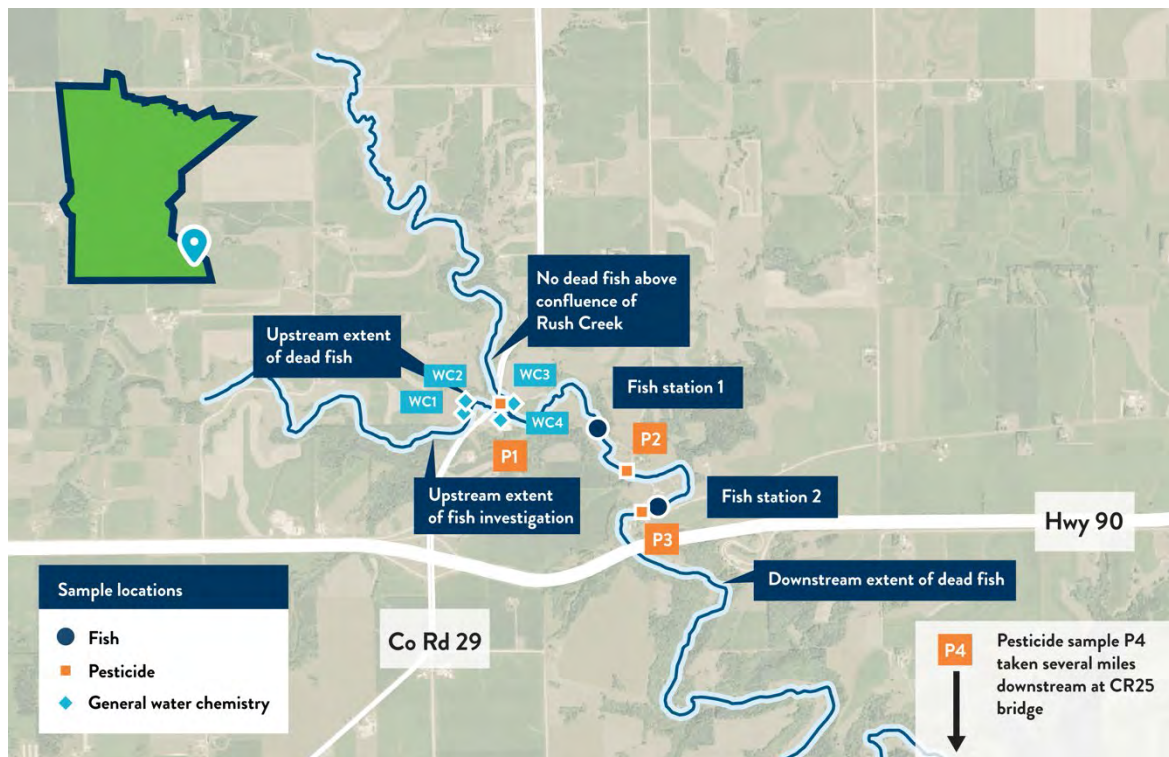 No dead fish above
confluence of
Rush Creek
Upstream extent
of dead fish
WC2
WC3
WC1
WC4
Fish station 1
P1
P2
Upstream extent
of fish investigation
Fish station 2
P3
Hwy 90
Downstream extent of dead fish
Co Rd 29
Sample locations
Fish
Pesticide
General water chemistry
P4
Pesticide sample P4
taken several miles
downstream at CR25
bridge